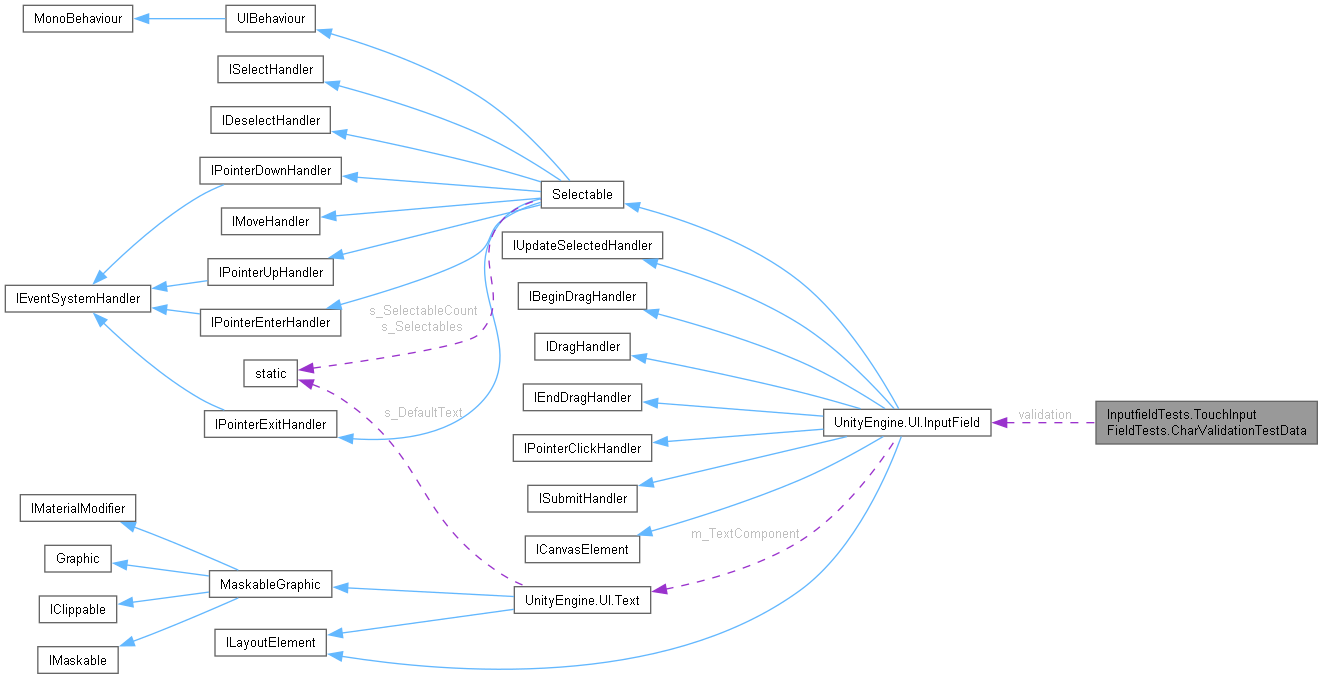 MonoBehaviour
UIBehaviour
ISelectHandler
IDeselectHandler
IPointerDownHandler
Selectable
IMoveHandler
IUpdateSelectedHandler
IPointerUpHandler
IEventSystemHandler
IBeginDragHandler
s_SelectableCount
s_Selectables
IPointerEnterHandler
IDragHandler
static
IEndDragHandler
s_DefaultText
IPointerExitHandler
UnityEngine.UI.InputField
validation
InputfieldTests.TouchInput
FieldTests.CharValidationTestData
IPointerClickHandler
ISubmitHandler
IMaterialModifier
m_TextComponent
ICanvasElement
Graphic
MaskableGraphic
UnityEngine.UI.Text
IClippable
ILayoutElement
IMaskable